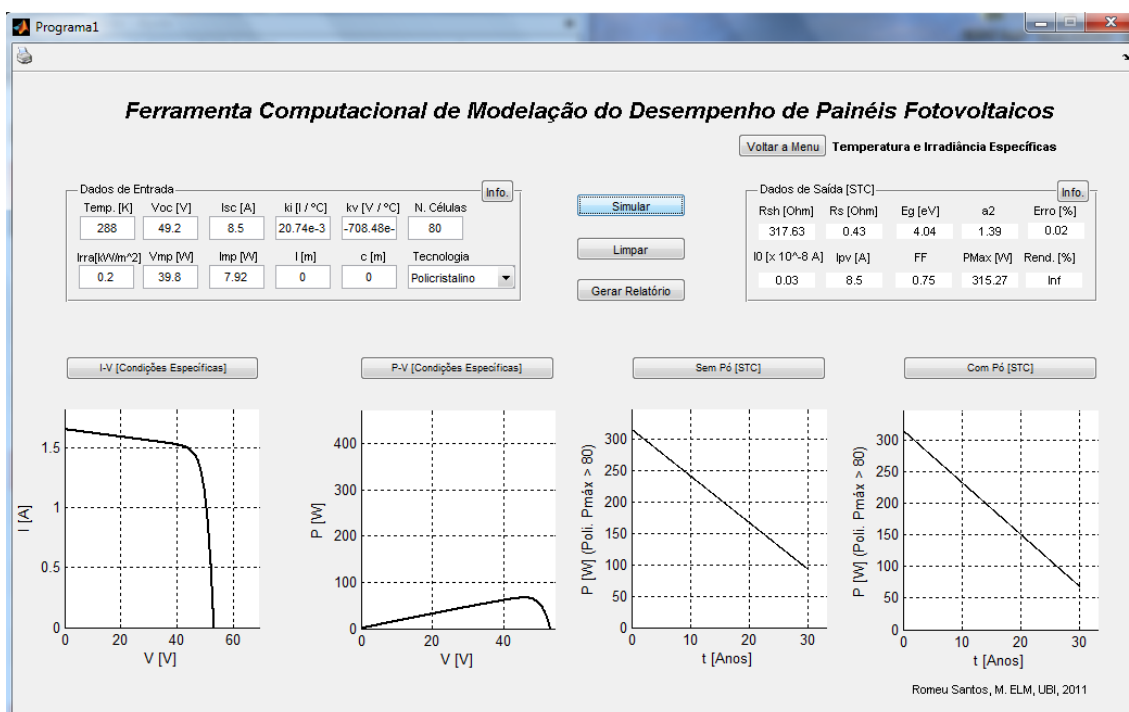 Programa1
Ferramenta Computacional de Modelação do Desempenho de Painéis Fotovoltaicos
Voltar a Menu Temperatura e Irradiância Específicas
Dados de Entrada Info.
Temp. [K] Voc [V] Isc [A] ki [I / ºC] kv [V / ºC] N. Células
288 49.2 8.5 20.74e-3 -708.48e- 80
Irra[kW/m^2] Vmp [W] Imp [W] l [m] c [m] Tecnologia
0.2 39.8 7.92 0 0 Policristalino
Simular
Limpar
Gerar Relatório
Dados de Saída [STC] Info.
Rsh [Ohm] Rs [Ohm] Eg [eV] a2 Erro [%]
317.63 0.43 4.04 1.39 0.02
I0 [x 10^-8 A] Ipv [A] FF PMax [W] Rend. [%]
0.03 8.5 0.75 315.27 Inf
I-V [Condições Específicas]
I [A]
1.5
1
0.5
0
0 20 40 60
V [V]
P-V [Condições Específicas]
P [W]
400
300
200
100
0
0 20 40
V [V]
Sem Pó [STC]
P [W] (Poli. Pmáx > 80)
300
250
200
150
100
50
0
0 10 20 30
t [Anos]
Com Pó [STC]
P [W] (Poli. Pmáx > 80)
300
250
200
150
100
50
0
0 10 20 30
t [Anos]
Romeu Santos, M. ELM, UBI, 2011